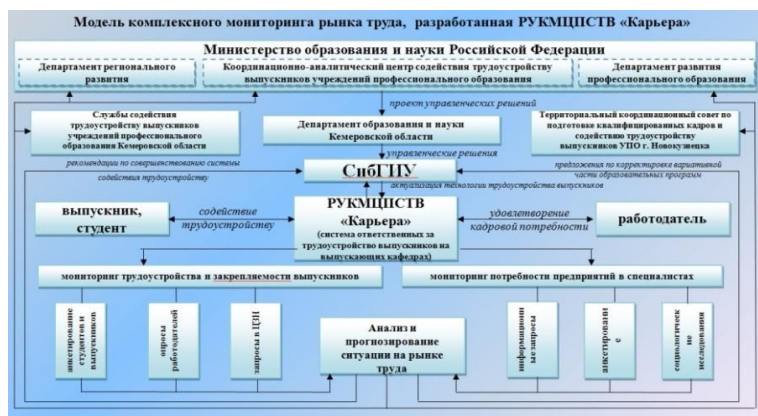 Модель комплексного мониторинга рынка труда, разработанная РУКМЦПСТВ «Карьера»
Министерство образования и науки Российской Федерации
Департамент регионального
развития
Координационно-аналитический центр содействия трудоустройству
выпускников учреждений профессионального образования
Департамент развития
профессионального образования
проект управленческих решений
Службы содействия
трудоустройству выпускников
учреждений профессионального
образования Кемеровской области
Департамент образования и науки
Кемеровской области
Территориальный координационный совет по
подготовке квалифицированных кадров и
содействию трудоустройству
выпускников УПО г. Новокузнецка
управленческие решения
рекомендации по совершенствованию системы
содействия трудоустройству
СибГИУ
предложения по корректировке вариативной
части образовательных программ
актуализация технологии трудоустройства выпускников
выпускник,
студент
содействие
трудоустройству
РУКМЦПСТВ
«Карьера»
(система ответственных за
трудоустройство выпускников на
выпускающих кафедрах)
удовлетворение
кадровой потребности
работодатель
мониторинг трудоустройства и закрепляемости выпускников
мониторинг потребности предприятий в специалистах
анкетирование
студентов и
выпускников
опросы
работодателей
запросы в ЦЗН
Анализ и
прогнозирование
ситуации на рынке
труда
информационн
ые запросы
анкетировани
е
социологическ
ие исследования